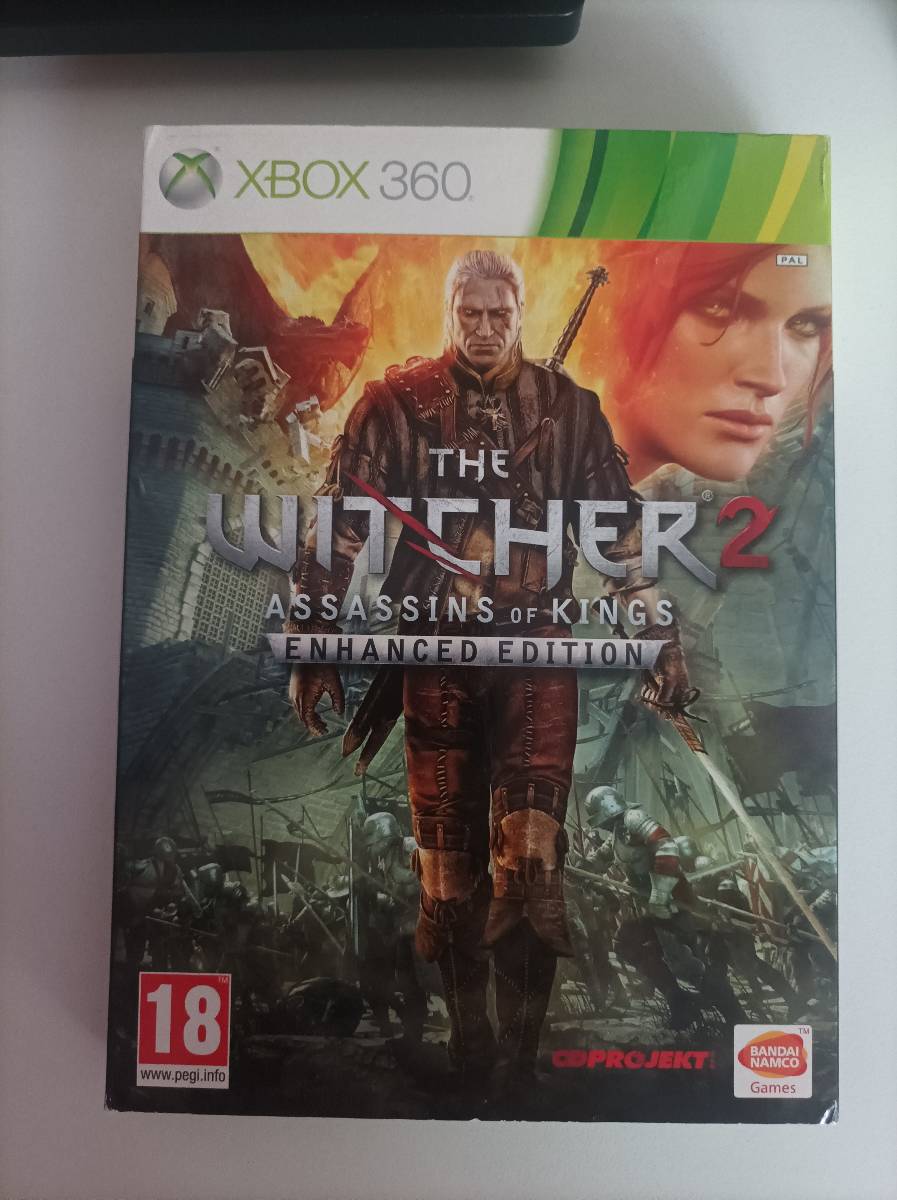 XBOX 360
PAL
THE
WITCHER® 2
ASSASSINS OF KINGS
ENHANCED EDITION
18
www.pegi.info
CD PROJEKT
BANDAI
NAMCO
Games